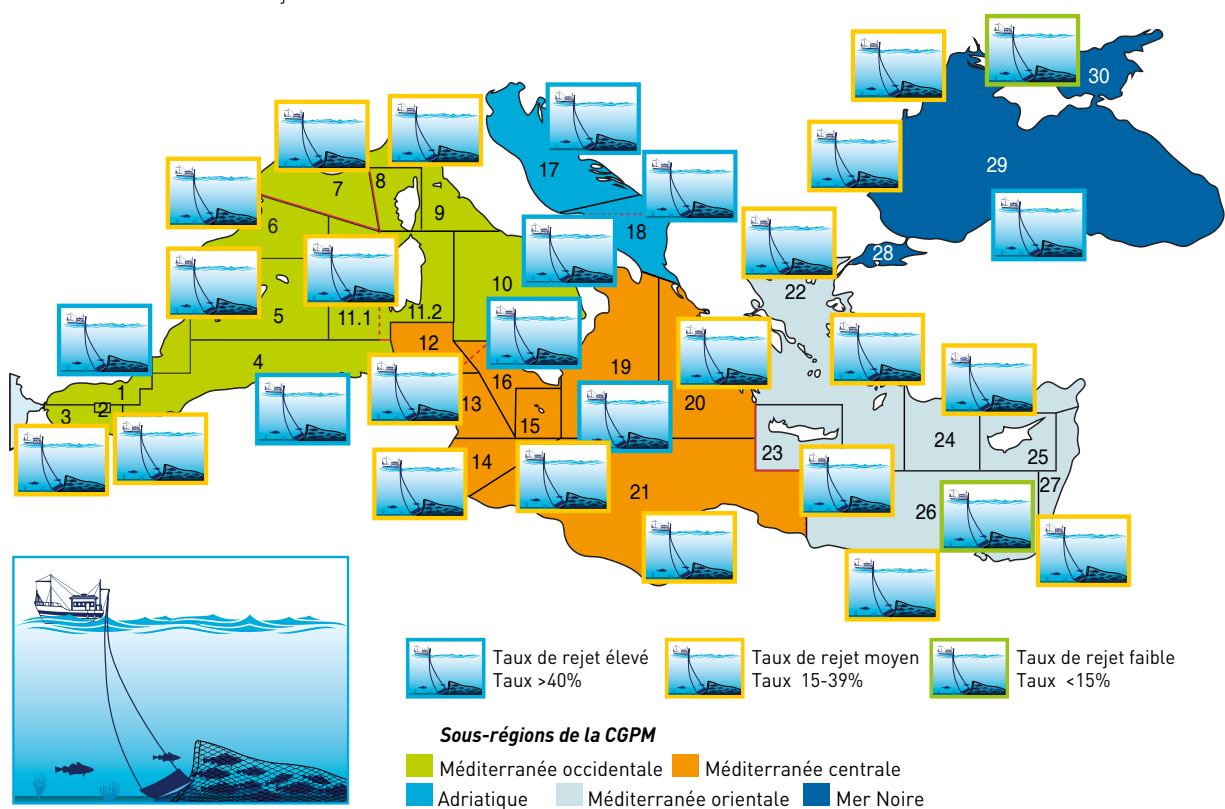 30
29
17
7
8
9
6
18
28
10
22
5
11.1
11.2
12
4
19
16
1
13
20
3
2
15
24
23
25
14
27
21
26
Taux de rejet élevé
Taux >40%
Taux de rejet moyen
Taux 15-39%
Taux de rejet faible
Taux <15%
Sous-régions de la CGPM
Méditerranée occidentale
Méditerranée centrale
Adriatique
Méditerranée orientale
Mer Noire